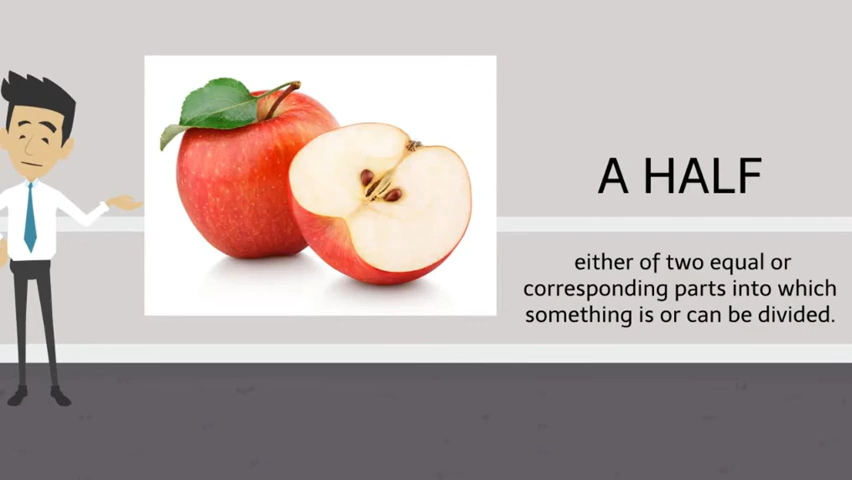 A HALF
either of two equal or
corresponding parts into which
something is or can be divided.